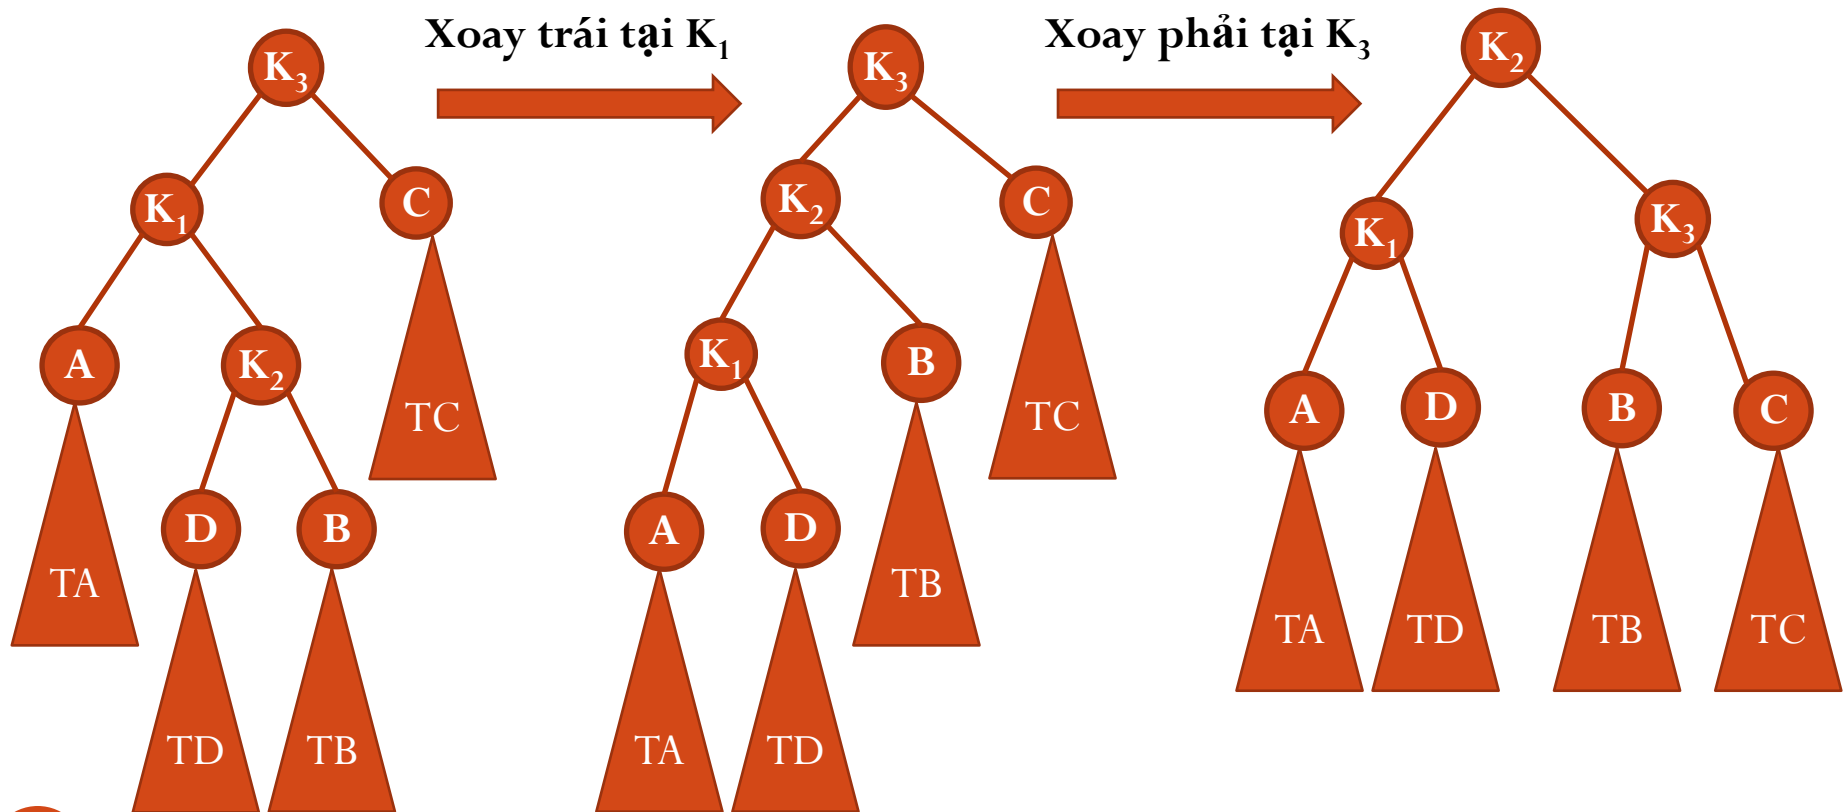 Xoay trái tại K₁
Xoay phải tại K₃
K₃
K₁
C
A
K₂
TC
D
B
TA
TD
TB
K₃
K₂
C
K₁
B
TC
A
D
TB
TA
TD
K₂
K₁
K₃
A
D
B
C
TA
TD
TB
TC